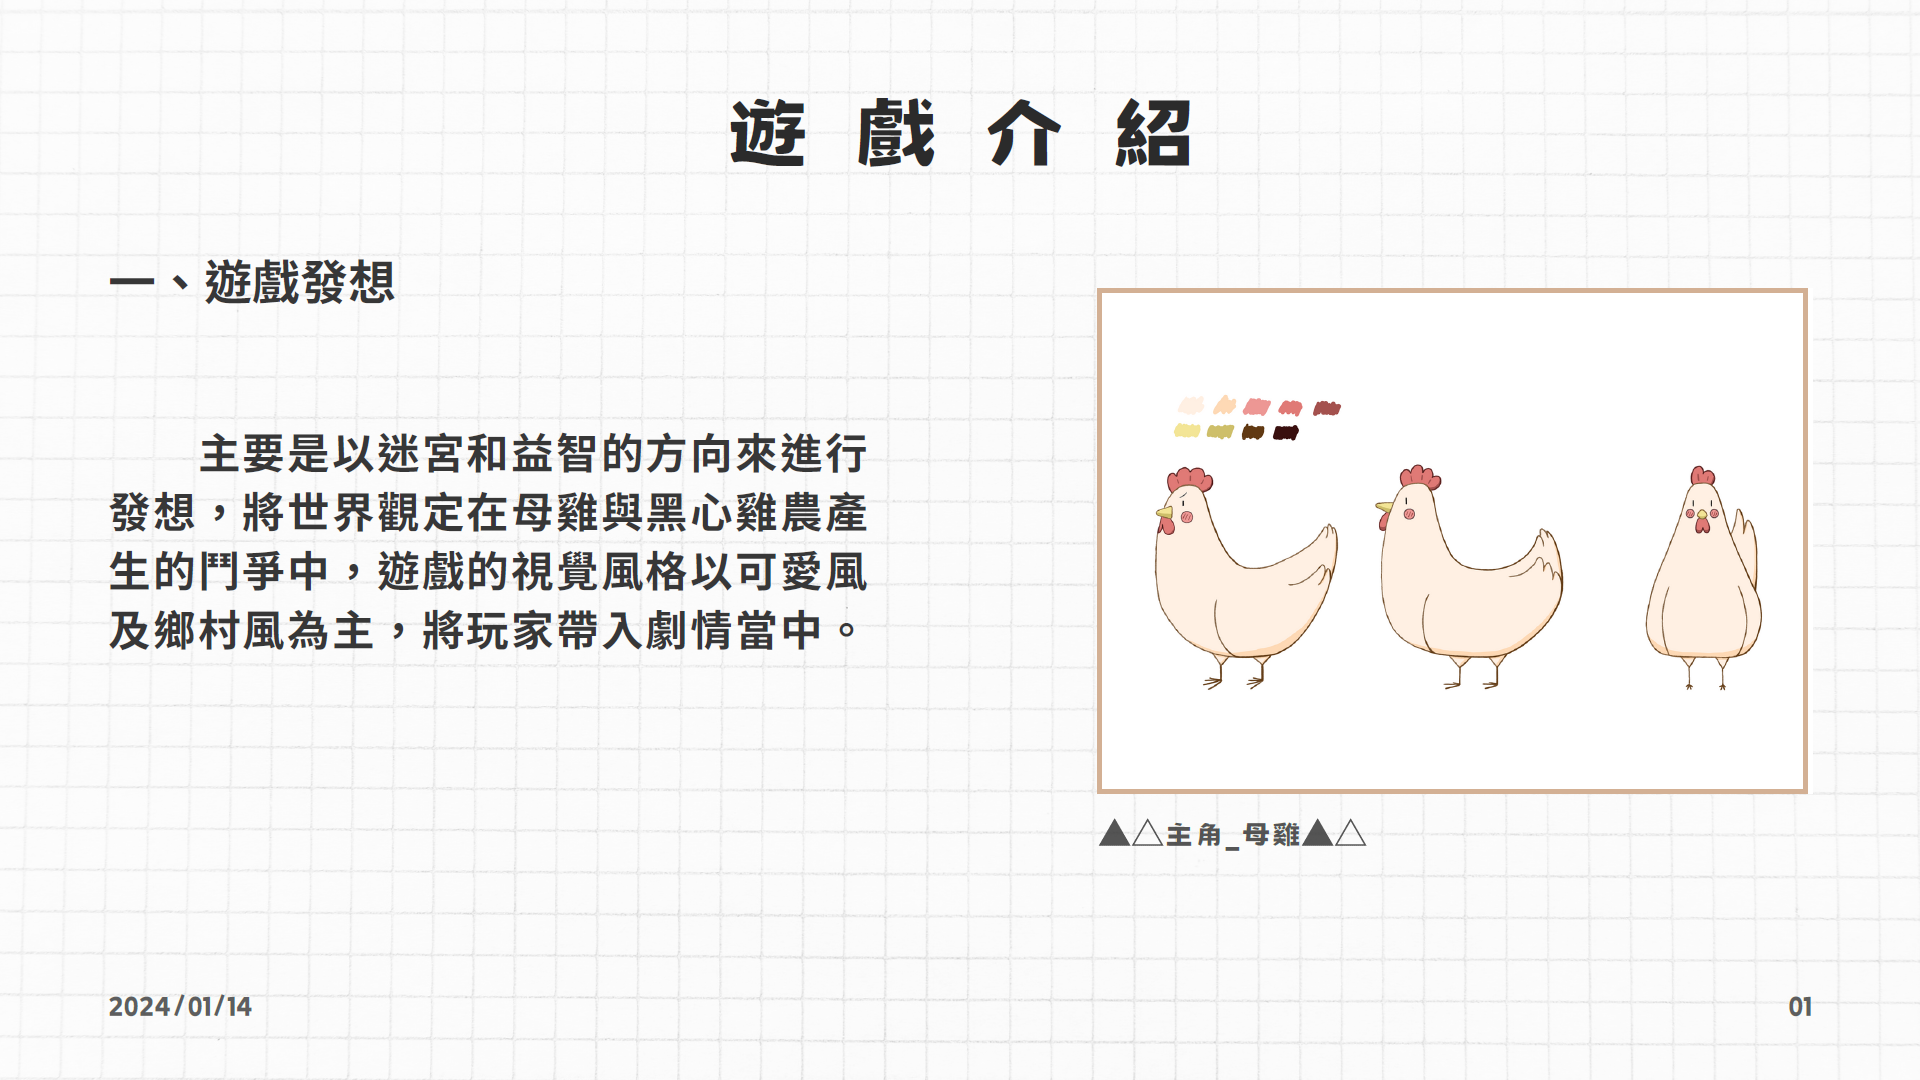 遊戲介紹
一、遊戲發想
主要是以迷宮和益智的方向來進行
發想，將世界觀定在母雞與黑心雞農產
生的鬥爭中，遊戲的視覺風格以可愛風
及鄉村風為主，將玩家帶入劇情當中。
▲△主角_母雞▲△
2024/01/14
01